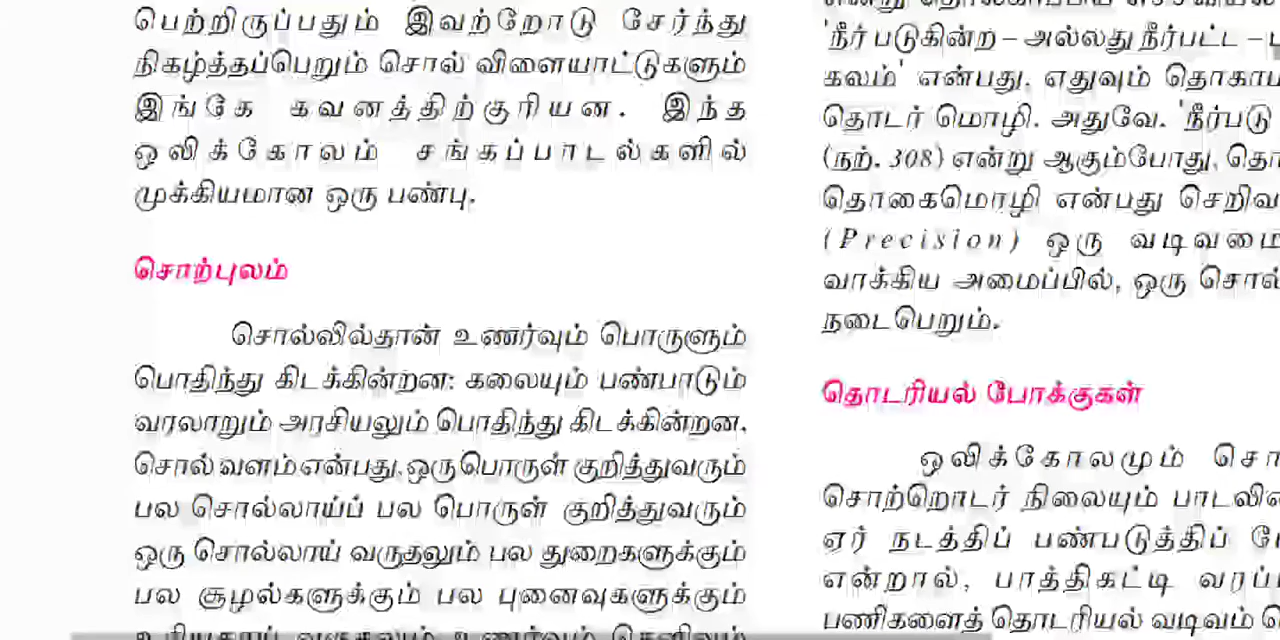 பெற்றிருப்பதும் இவற்றோடு சேர்ந்து
நிகழ்த்தப்பெறும் சொல் விளையாட்டுகளும்
இங்கே கவனத்திற்குரியன. இந்த
ஒலிக்கோலம் சங்கப்பாடல்களில்
முக்கியமான ஒரு பண்பு.
சொற்புலம்
சொல்லில்தான் உணர்வும் பொருளும்
பொதிந்து கிடக்கின்றன; கலையும் பண்பாடும்
வரலாறும் அரசியலும் பொதிந்து கிடக்கின்றன.
சொல் வளம் என்பது, ஒருபொருள் குறித்துவரும்
பல சொல்லாய்ப் பல பொருள் குறித்துவரும்
ஒரு சொல்லாய் வருதலும் பல துறைகளுக்கும்
பல சூழல்களுக்கும் பல புனைவுகளுக்கும்
'நீர் படுகின்ற – அல்லது நீர்பட்ட –
கலம்' என்பது. எதுவும் தொகாப
தொடர் மொழி. அதுவே. 'நீர்படு
(நற். 308) என்று ஆகும்போது,
தொகைமொழி என்பது செறிவ
(Precision) ஒரு வடிவமை
வாக்கிய அமைப்பில், ஒரு சொல்
நடைபெறும்.
தொடரியல் போக்குகள்
ஒலிக்கோலமும் சொ
சொற்றொடர் நிலையும் பாடலின்
ஏர் நடத்திப் பண்படுத்திப்
என்றால், பாத்திகட்டி வரப்
பணிகளைத் தொடரியல் வடிவம்